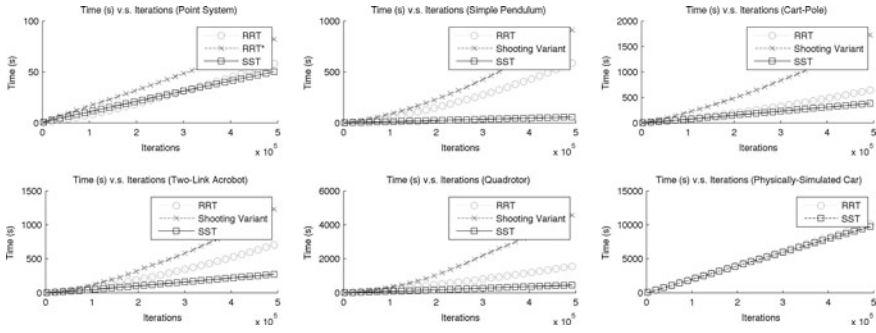 Time (s) v.s. Iterations (Point System)
100
50
0
Time (s)
RRT
RRT*
SST
0 1 2 3 4 5
Iterations
x 10^5
Time (s) v.s. Iterations (Simple Pendulum)
1000
500
0
Time (s)
RRT
Shooting Variant
SST
0 1 2 3 4 5
Iterations
x 10^5
Time (s) v.s. Iterations (Cart-Pole)
2000
1500
1000
500
0
Time (s)
RRT
Shooting Variant
SST
0 1 2 3 4 5
Iterations
x 10^5
Time (s) v.s. Iterations (Two-Link Acrobot)
1500
1000
500
0
Time (s)
RRT
Shooting Variant
SST
0 1 2 3 4 5
Iterations
x 10^5
Time (s) v.s. Iterations (Quadrotor)
6000
4000
2000
0
Time (s)
RRT
Shooting Variant
SST
0 1 2 3 4 5
Iterations
x 10^5
Time (s) v.s. Iterations (Physically-Simulated Car)
15000
10000
5000
0
Time (s)
RRT
SST
0 1 2 3 4 5
Iterations
x 10^5